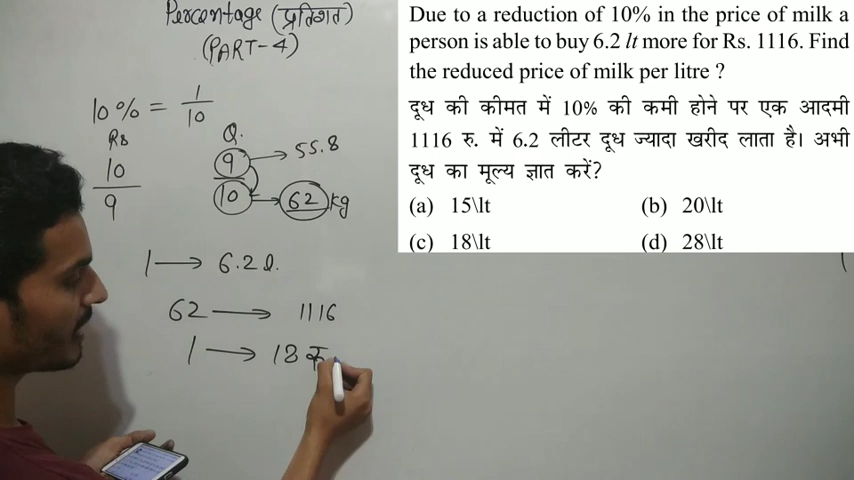 Percentage (प्रतिशत)
(PART-4)
10% = 1/10
Rs Q.
10 9 → 55.8
9 10 → 62 kg
1 → 6.2 l.
62 → 1116
1 → 18 रु
Due to a reduction of 10% in the price of milk a
person is able to buy 6.2 lt more for Rs. 1116. Find
the reduced price of milk per litre ?
दूध की कीमत में 10% की कमी होने पर एक आदमी
1116 रु. में 6.2 लीटर दूध ज्यादा खरीद लाता है। अभी
दूध का मूल्य ज्ञात करें?
(a) 15\lt (b) 20\lt
(c) 18\lt (d) 28\lt